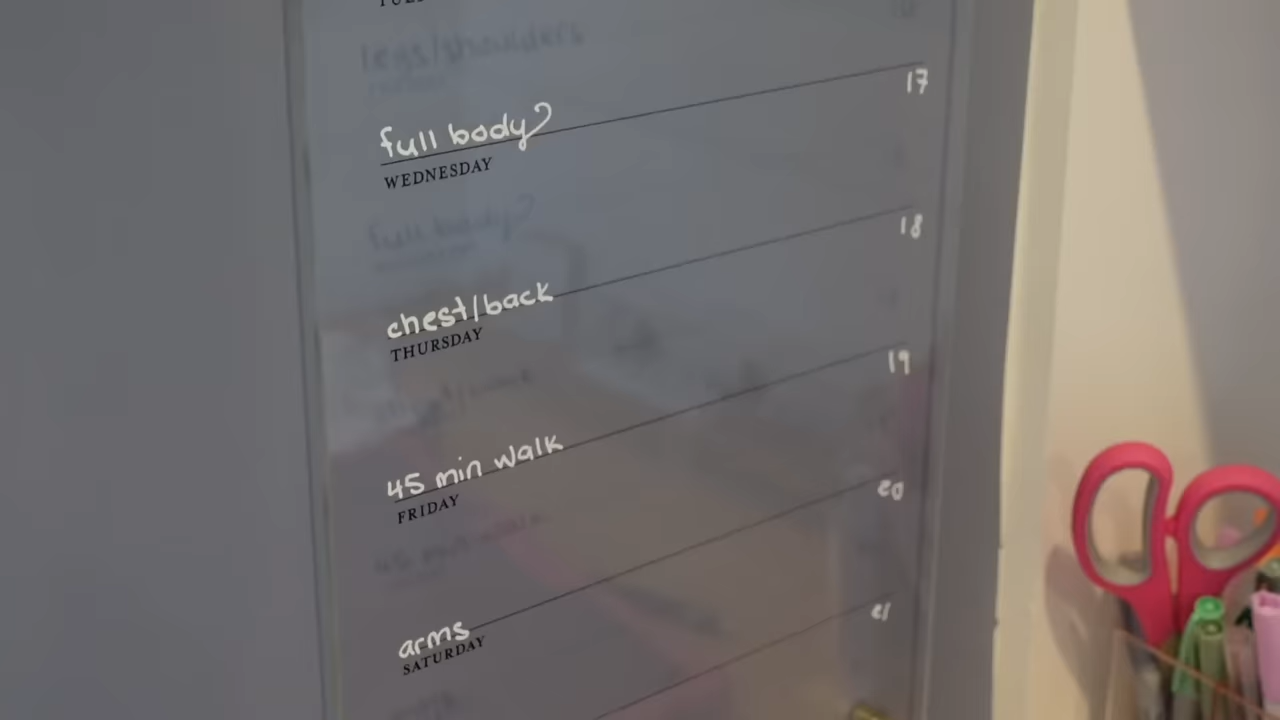 17
full body?
WEDNESDAY
18
chest/back
THURSDAY
19
45 min walk
FRIDAY
20
arms
SATURDAY
21